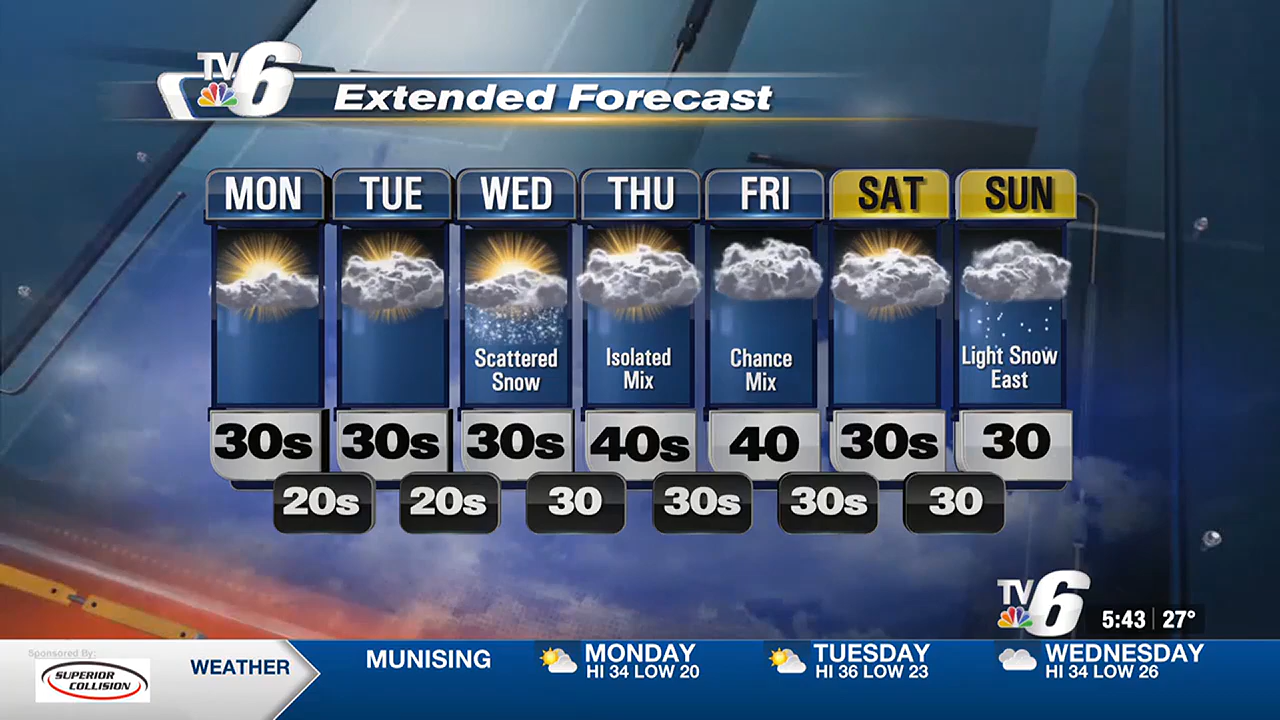 TV6
Extended Forecast
MON TUE WED THU FRI SAT SUN
Scattered Snow
Isolated Mix
Chance Mix
Light Snow East
30s 30s 30s 40s 40 30s 30
20s 20s 30 30s 30s 30
TV6
5:43 27°
Sponsored By:
SUPERIOR
COLLISION
WEATHER
MUNISING
MONDAY
HI 34 LOW 20
TUESDAY
HI 36 LOW 23
WEDNESDAY
HI 34 LOW 26